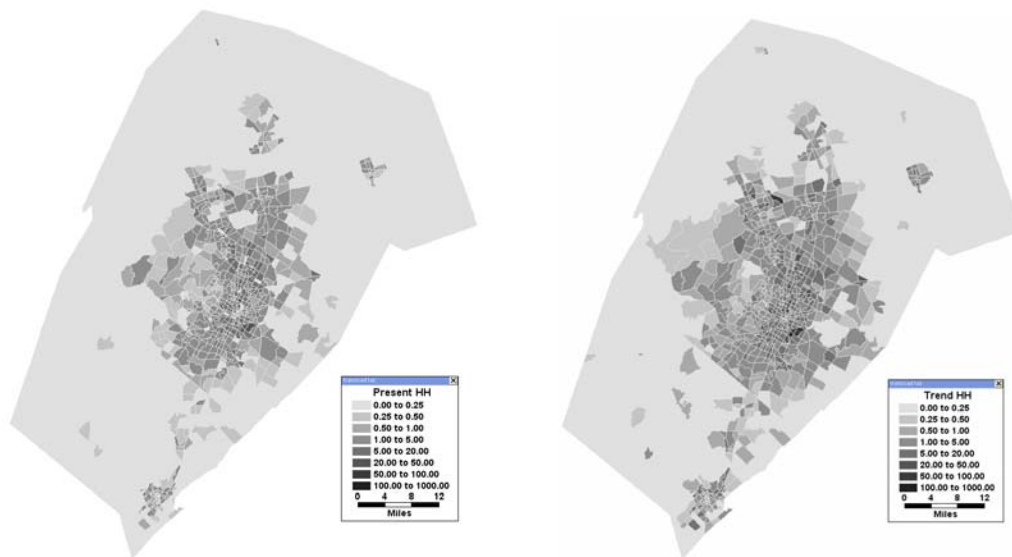 Present HH
0.00 to 0.25
0.25 to 0.50
0.50 to 1.00
1.00 to 5.00
5.00 to 20.00
20.00 to 50.00
50.00 to 100.00
100.00 to 1000.00
0 4 8 12
Miles
Trend HH
0.00 to 0.25
0.25 to 0.50
0.50 to 1.00
1.00 to 5.00
5.00 to 20.00
20.00 to 50.00
50.00 to 100.00
100.00 to 1000.00
0 4 8 12
Miles